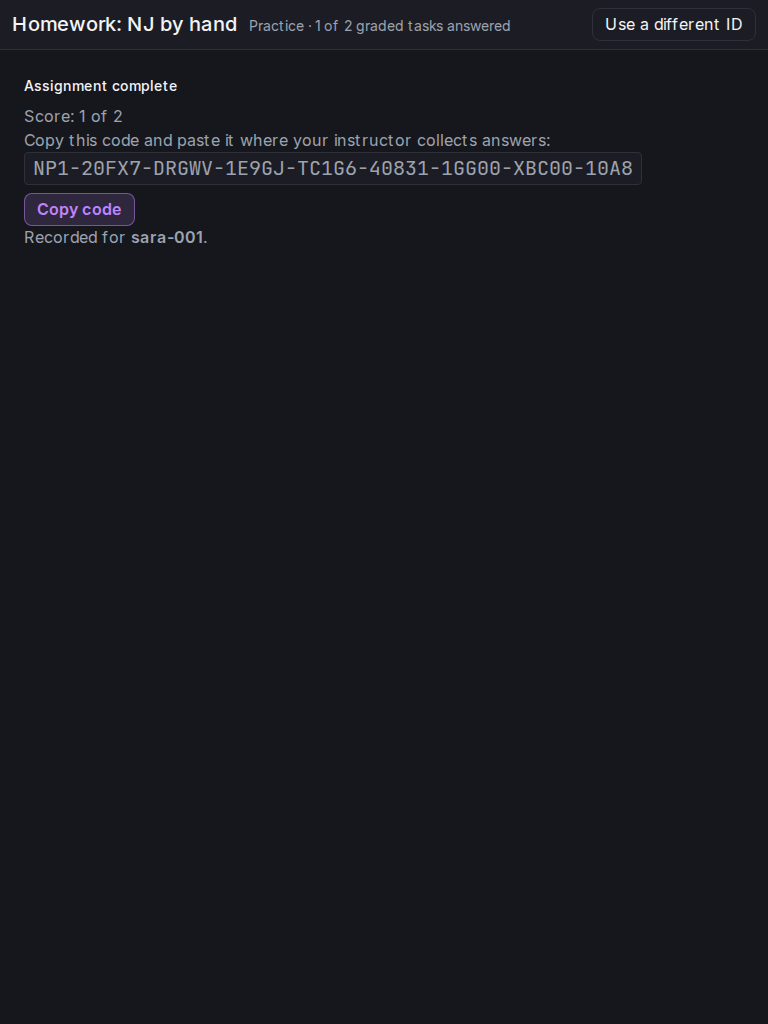 Homework: NJ by hand Practice · 1 of 2 graded tasks answered Use a different ID
Assignment complete
Score: 1 of 2
Copy this code and paste it where your instructor collects answers:
NP1-20FX7-DRGWV-1E9GJ-TC1G6-40831-1GG00-XBC00-10A8
Copy code
Recorded for sara-001.